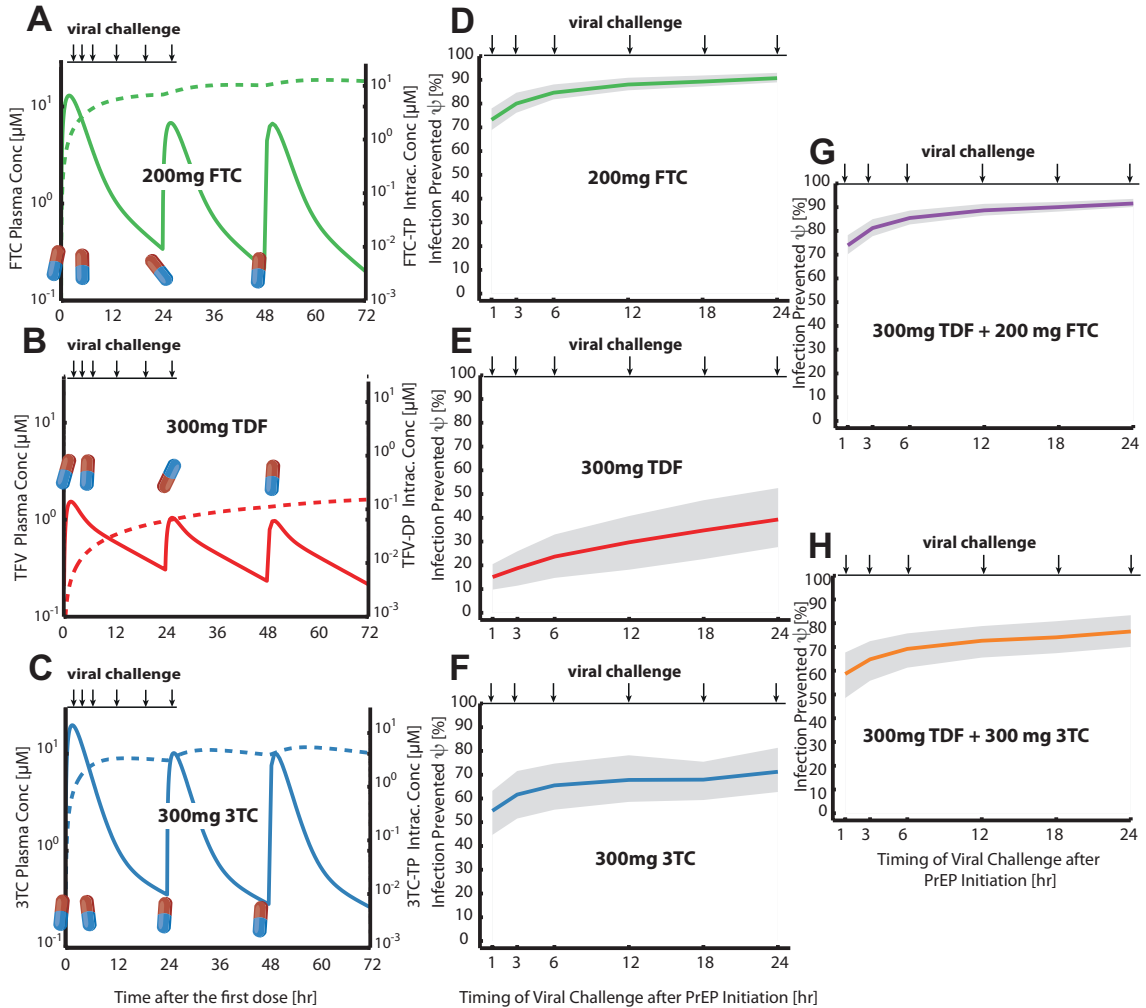 A
viral challenge
FTC Plasma Conc [µM]
10^1
10^0
10^-1
200mg FTC
FTC-TP Intrac. Conc [µM]
10^1
10^0
10^-1
10^-2
10^-3
0 12 24 36 48 60 72
B
viral challenge
TFV Plasma Conc [µM]
10^1
10^0
10^-1
300mg TDF
TFV-DP Intrac. Conc [µM]
10^1
10^0
10^-1
10^-2
10^-3
0 12 24 36 48 60 72
C
viral challenge
3TC Plasma Conc [µM]
10^1
10^0
10^-1
300mg 3TC
3TC-TP Intrac. Conc [µM]
10^1
10^0
10^-1
10^-2
10^-3
0 12 24 36 48 60 72
Time after the first dose [hr]
D
viral challenge
Infection Prevented ψ [%]
100
90
80
70
60
50
40
30
20
10
0
200mg FTC
1 3 6 12 18 24
E
viral challenge
Infection Prevented ψ [%]
100
90
80
70
60
50
40
30
20
10
0
300mg TDF
1 3 6 12 18 24
F
viral challenge
Infection Prevented ψ [%]
100
90
80
70
60
50
40
30
20
10
0
300mg 3TC
1 3 6 12 18 24
Timing of Viral Challenge after PrEP Initiation [hr]
G
viral challenge
Infection Prevented ψ [%]
100
90
80
70
60
50
40
30
20
10
0
300mg TDF + 200 mg FTC
1 3 6 12 18 24
H
viral challenge
Infection Prevented ψ [%]
100
90
80
70
60
50
40
30
20
10
0
300mg TDF + 300 mg 3TC
1 3 6 12 18 24
Timing of Viral Challenge after
PrEP Initiation [hr]